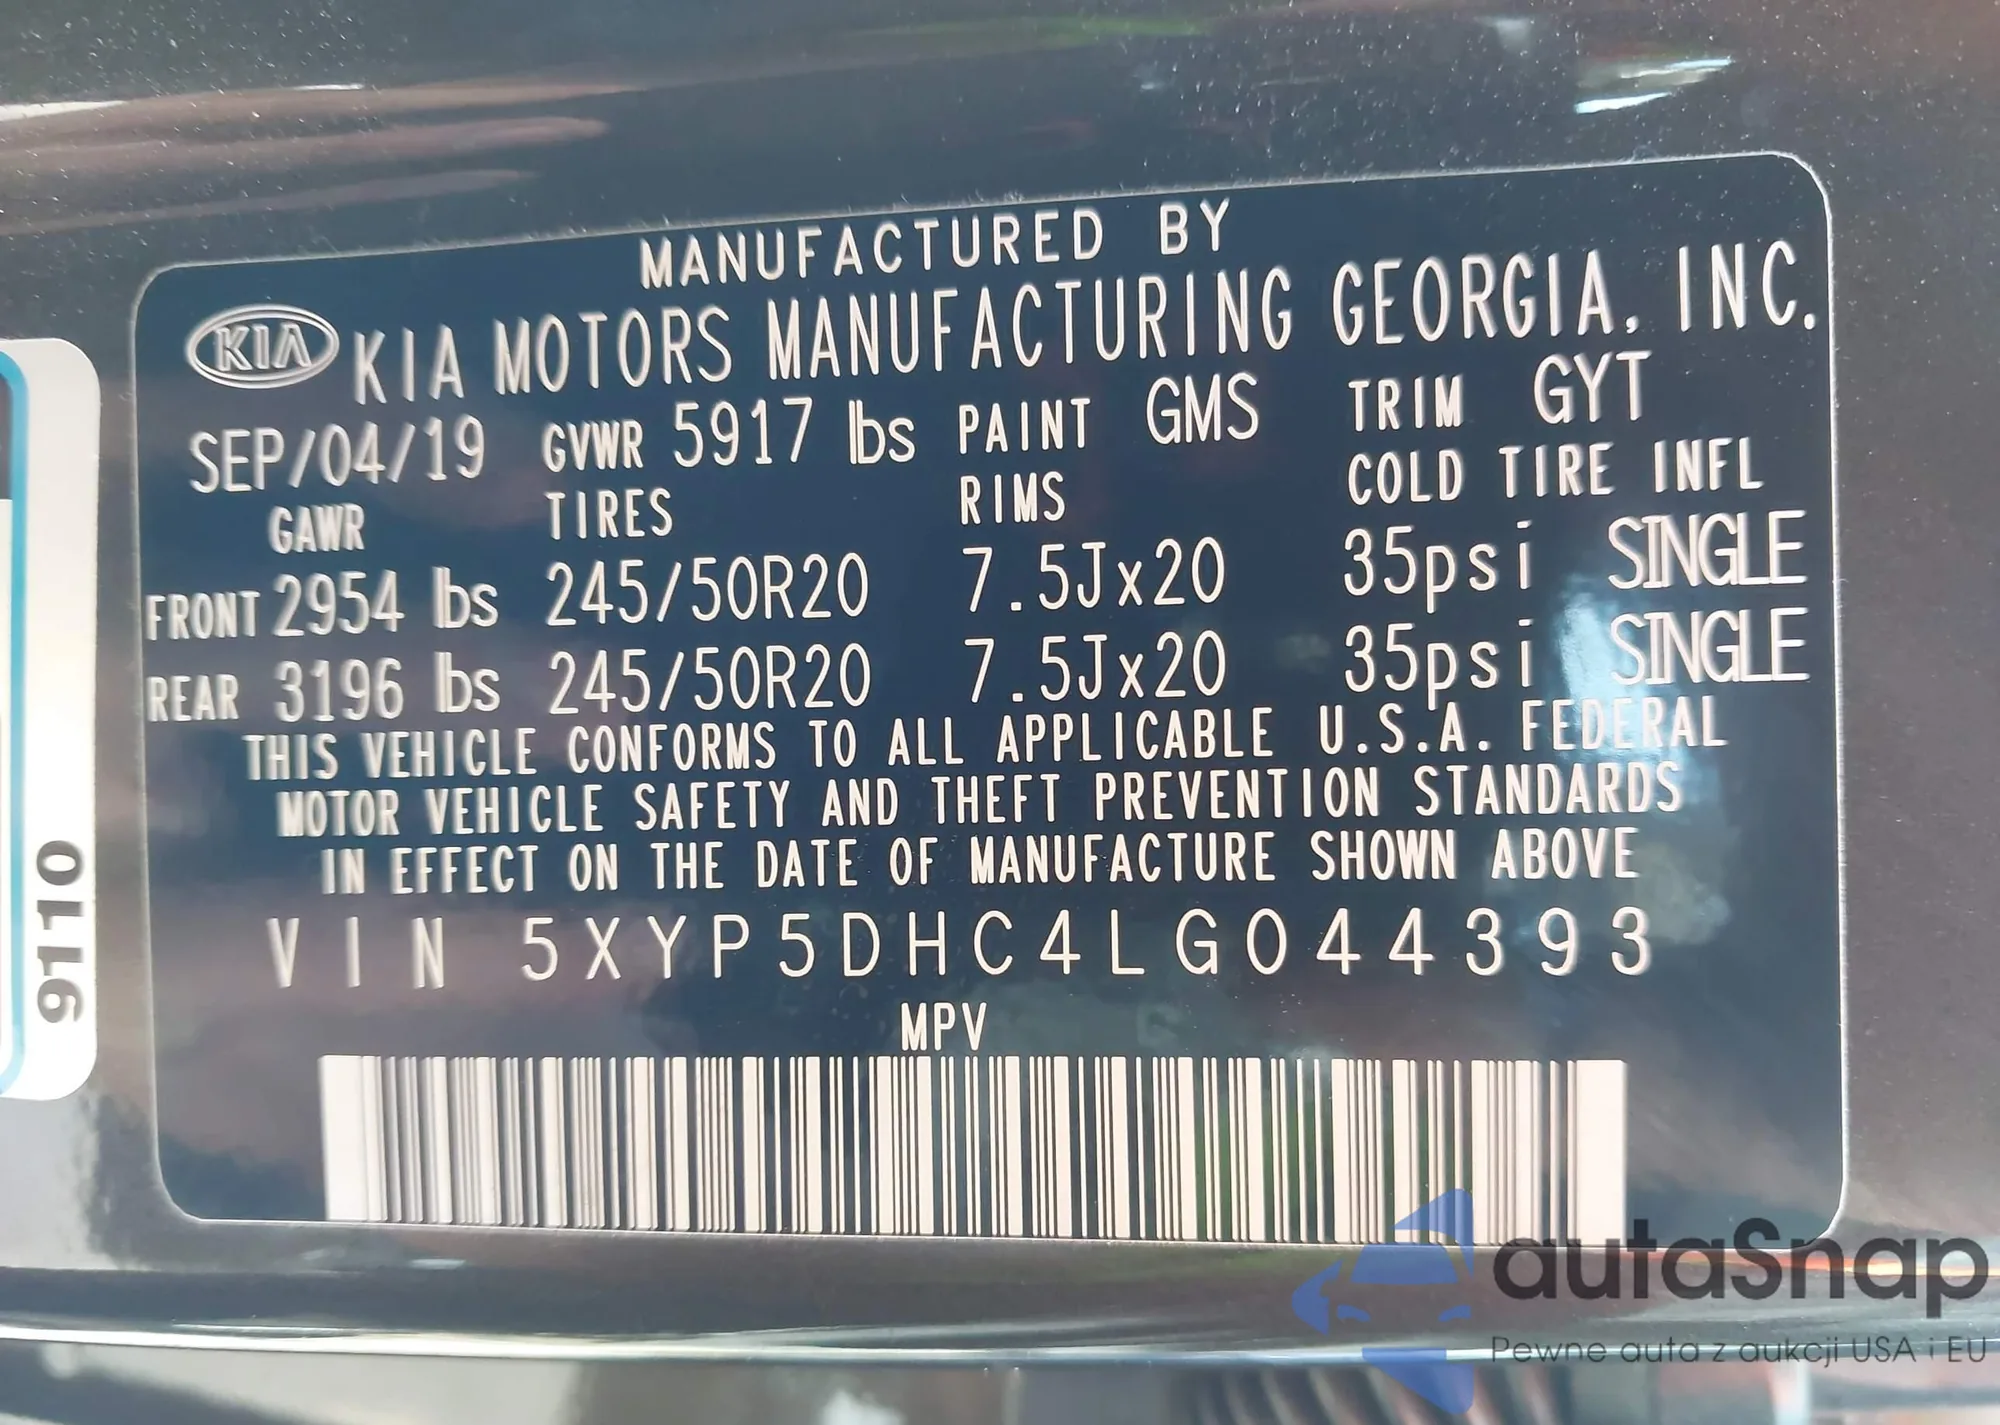 MANUFACTURED BY
KIA KIA MOTORS MANUFACTURING GEORGIA, INC.
SEP/04/19 GVWR 5917 lbs PAINT GMS TRIM GYT
GAWR TIRES RIMS COLD TIRE INFL
FRONT 2954 lbs 245/50R20 7.5Jx20 35psi SINGLE
REAR 3196 lbs 245/50R20 7.5Jx20 35psi SINGLE
THIS VEHICLE CONFORMS TO ALL APPLICABLE U.S.A. FEDERAL
MOTOR VEHICLE SAFETY AND THEFT PREVENTION STANDARDS
IN EFFECT ON THE DATE OF MANUFACTURE SHOWN ABOVE
VIN 5XYP5DHC4LG044393
MPV
9110
autaSnap
Pewne auta z aukcji USA i EU